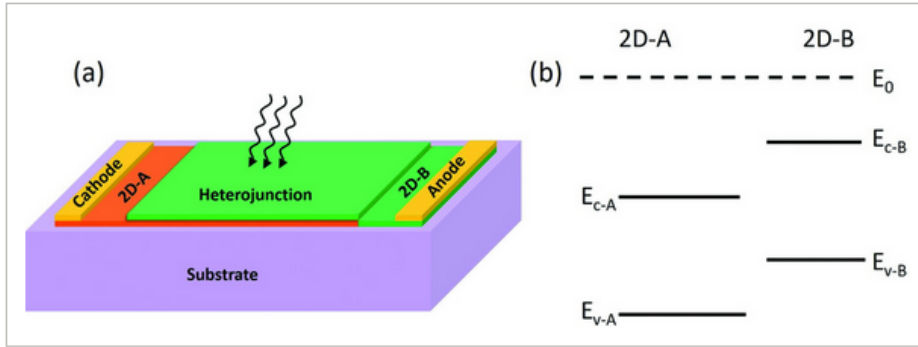 (a)
Cathode
2D-A
Heterojunction
2D-B
Anode
Substrate
(b)
2D-A 2D-B
E0
Ec-B
Ec-A
Ev-B
Ev-A